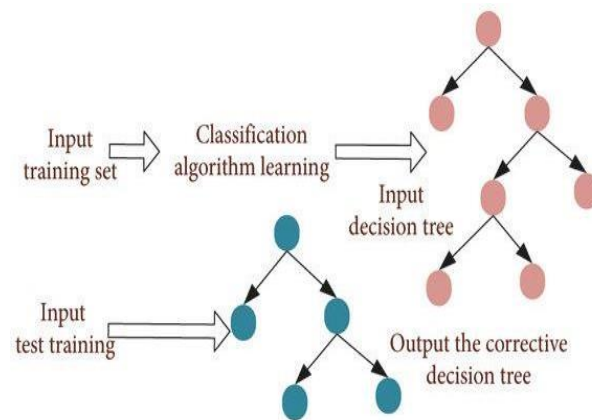 Input
training set
Classification
algorithm learning
Input
decision tree
Input
test training
Output the corrective
decision tree